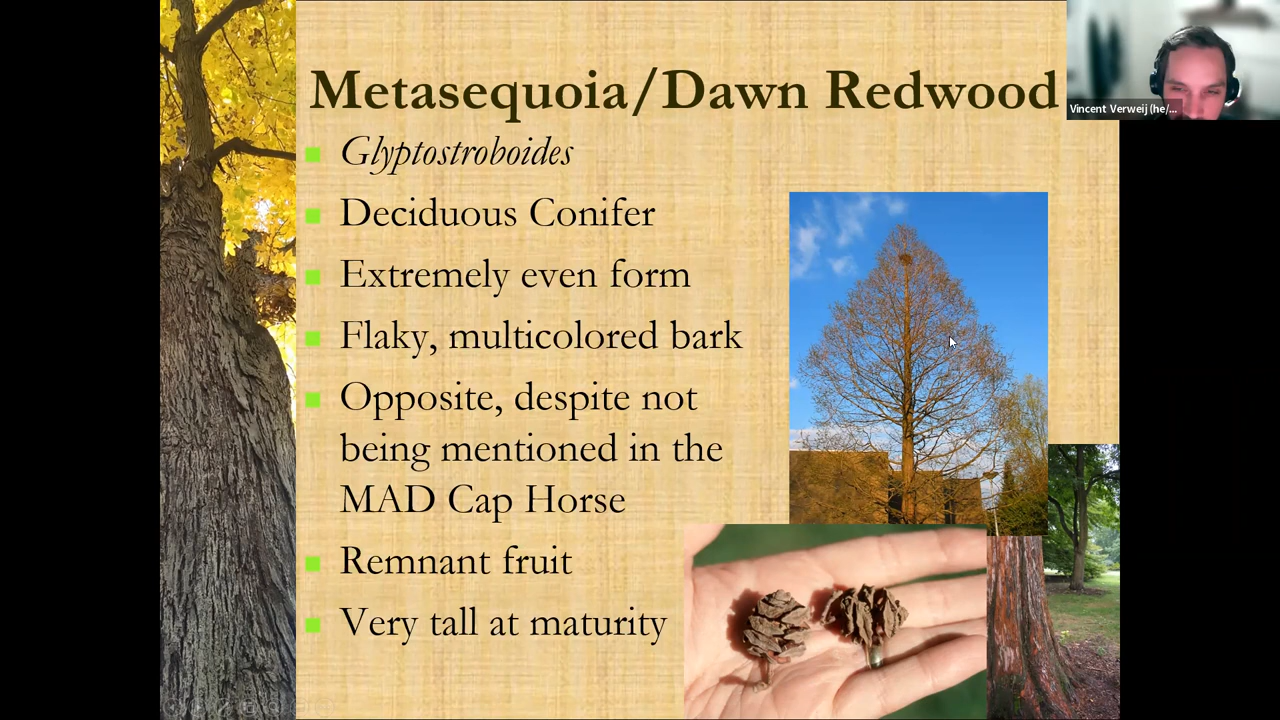 Metasequoia/Dawn Redwood
Vincent Verweij (he/...
Glyptostroboides
Deciduous Conifer
Extremely even form
Flaky, multicolored bark
Opposite, despite not
being mentioned in the
MAD Cap Horse
Remnant fruit
Very tall at maturity